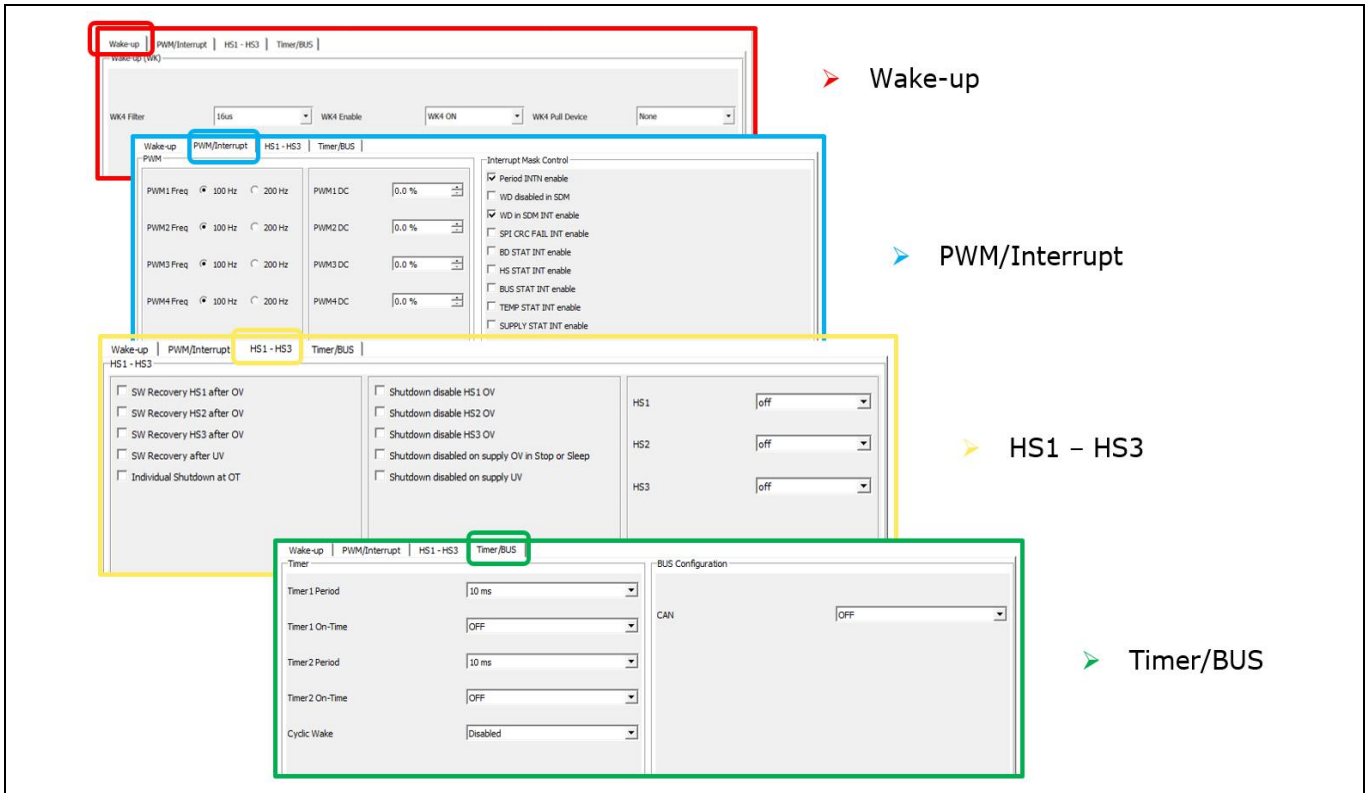 Wake-up PWM/Interrupt HS1 - HS3 Timer/BUS
Wake-up (WK)
WK4 Filter 16us WK4 Enable WK4 ON WK4 Pull Device None
➢ Wake-up
Wake-up PWM/Interrupt HS1 - HS3 Timer/BUS
PWM
PWM1 Freq 100 Hz 200 Hz PWM1 DC 0.0 %
PWM2 Freq 100 Hz 200 Hz PWM2 DC 0.0 %
PWM3 Freq 100 Hz 200 Hz PWM3 DC 0.0 %
PWM4 Freq 100 Hz 200 Hz PWM4 DC 0.0 %
Interrupt Mask Control
Period INTN enable
WD disabled in SDM
WD in SDM INT enable
SPI CRC FAIL INT enable
BD STAT INT enable
HS STAT INT enable
BUS STAT INT enable
TEMP STAT INT enable
SUPPLY STAT INT enable
➢ PWM/Interrupt
Wake-up PWM/Interrupt HS1 - HS3 Timer/BUS
HS1 - HS3
SW Recovery HS1 after OV
SW Recovery HS2 after OV
SW Recovery HS3 after OV
SW Recovery after UV
Individual Shutdown at OT
Shutdown disable HS1 OV
Shutdown disable HS2 OV
Shutdown disable HS3 OV
Shutdown disabled on supply OV in Stop or Sleep
Shutdown disabled on supply UV
HS1 off
HS2 off
HS3 off
➢ HS1 – HS3
Wake-up PWM/Interrupt HS1 - HS3 Timer/BUS
Timer
Timer1 Period 10 ms
Timer1 On-Time OFF
Timer2 Period 10 ms
Timer2 On-Time OFF
Cyclic Wake Disabled
BUS Configuration
CAN OFF
➢ Timer/BUS